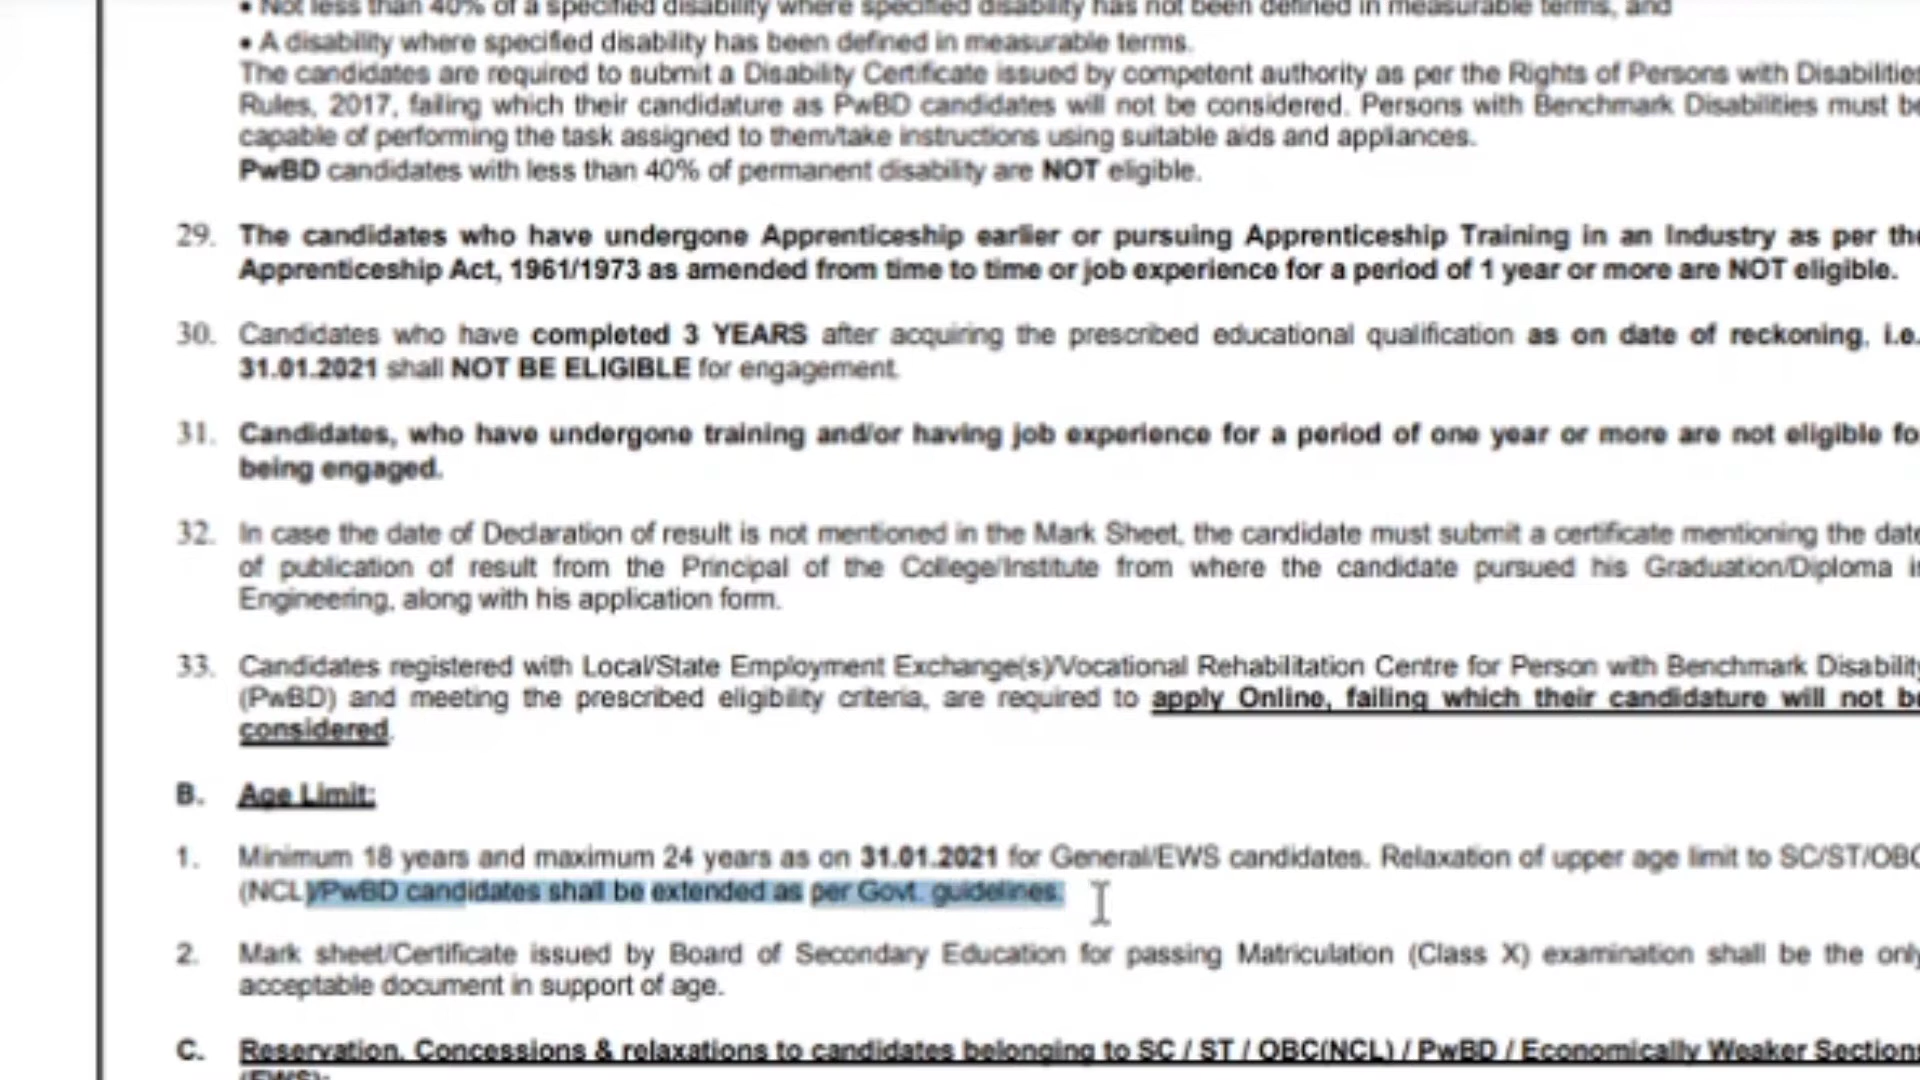 • Not less than 40% of a specified disability where specified disability has not been defined in measurable terms, and
• A disability where specified disability has been defined in measurable terms.
The candidates are required to submit a Disability Certificate issued by competent authority as per the Rights of Persons with Disabilities
Rules, 2017, failing which their candidature as PwBD candidates will not be considered. Persons with Benchmark Disabilities must be
capable of performing the task assigned to them/take instructions using suitable aids and appliances.
PwBD candidates with less than 40% of permanent disability are NOT eligible.
29. The candidates who have undergone Apprenticeship earlier or pursuing Apprenticeship Training in an Industry as per the
Apprenticeship Act, 1961/1973 as amended from time to time or job experience for a period of 1 year or more are NOT eligible.
30. Candidates who have completed 3 YEARS after acquiring the prescribed educational qualification as on date of reckoning, i.e.
31.01.2021 shall NOT BE ELIGIBLE for engagement.
31. Candidates, who have undergone training and/or having job experience for a period of one year or more are not eligible fo
being engaged.
32. In case the date of Declaration of result is not mentioned in the Mark Sheet, the candidate must submit a certificate mentioning the date
of publication of result from the Principal of the College/Institute from where the candidate pursued his Graduation/Diploma i
Engineering, along with his application form.
33. Candidates registered with Local/State Employment Exchange(s)/Vocational Rehabilitation Centre for Person with Benchmark Disability
(PwBD) and meeting the prescribed eligibility criteria, are required to apply Online, failing which their candidature will not be
considered.
B. Age Limit:
1. Minimum 18 years and maximum 24 years as on 31.01.2021 for General/EWS candidates. Relaxation of upper age limit to SC/ST/OBC
(NCL)/PwBD candidates shall be extended as per Govt. guidelines.
2. Mark sheet/Certificate issued by Board of Secondary Education for passing Matriculation (Class X) examination shall be the only
acceptable document in support of age.
C. Reservation, Concessions & relaxations to candidates belonging to SC / ST / OBC(NCL) / PwBD / Economically Weaker Sections
(EWS):